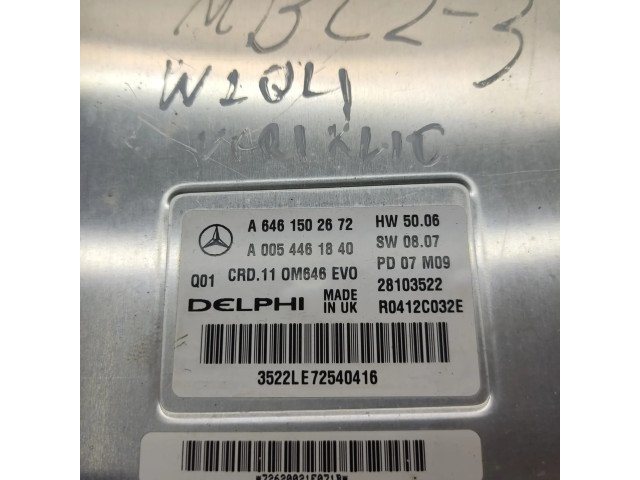 MBC2-3
W204
A 646 150 26 72 HW 50.06
A 005 446 18 40 SW 08.07
Q01 CRD.11 OM646 EVO PD 07 M09
28103522
DELPHI MADE IN UK R0412C032E
3522LE72540416